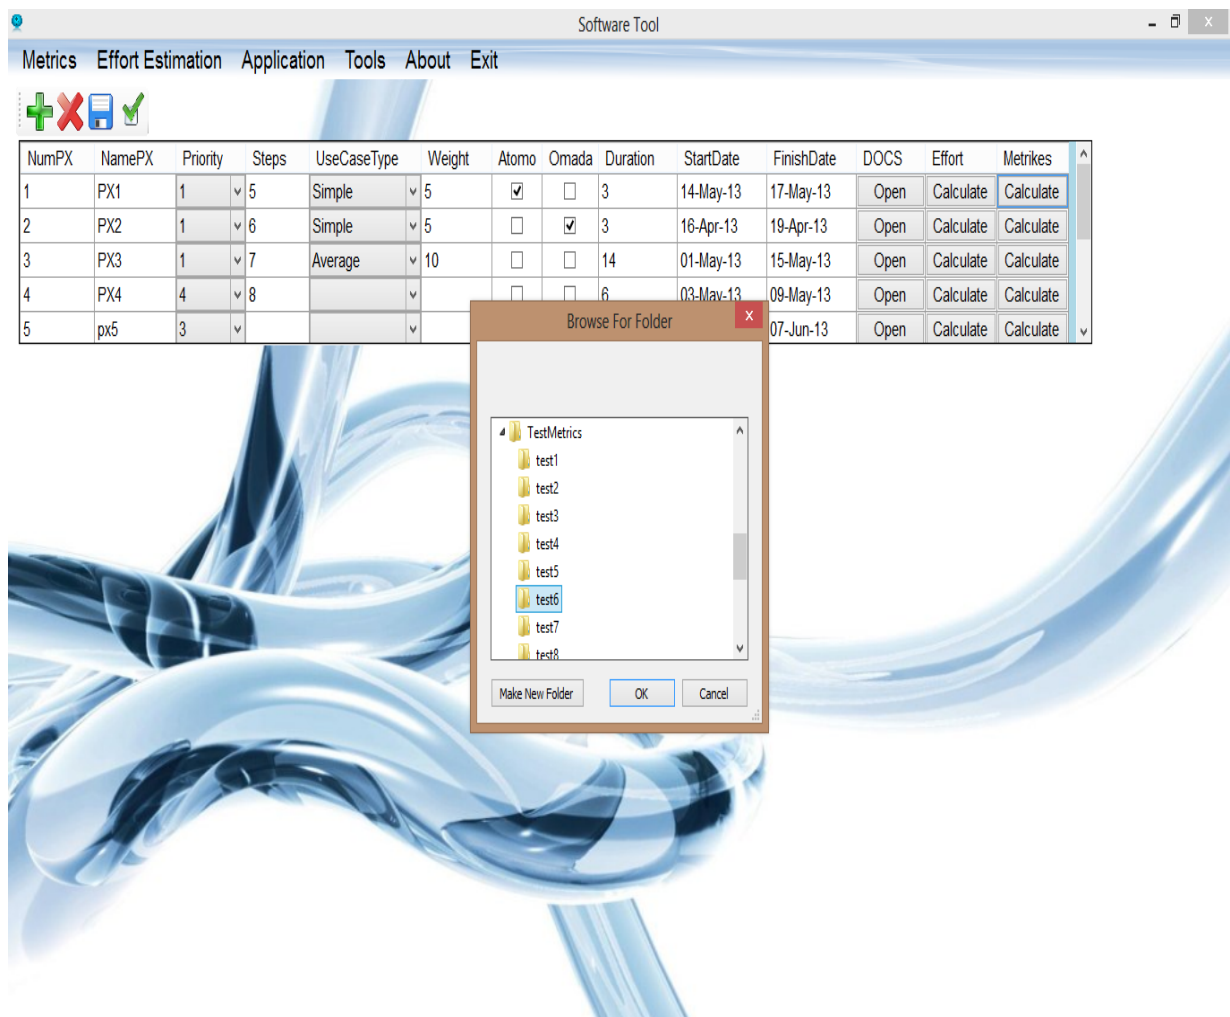 Software Tool
Metrics Effort Estimation Application Tools About Exit
NumPX NamePX Priority Steps UseCaseType Weight Atomo Omada Duration StartDate FinishDate DOCS Effort Metrikes
1 PX1 1 5 Simple 5 3 14-May-13 17-May-13 Open Calculate Calculate
2 PX2 1 6 Simple 5 3 16-Apr-13 19-Apr-13 Open Calculate Calculate
3 PX3 1 7 Average 10 14 01-May-13 15-May-13 Open Calculate Calculate
4 PX4 4 8 6 03-May-13 09-May-13 Open Calculate Calculate
5 px5 3 07-Jun-13 Open Calculate Calculate
Browse For Folder
TestMetrics
test1
test2
test3
test4
test5
test6
test7
test8
Make New Folder OK Cancel